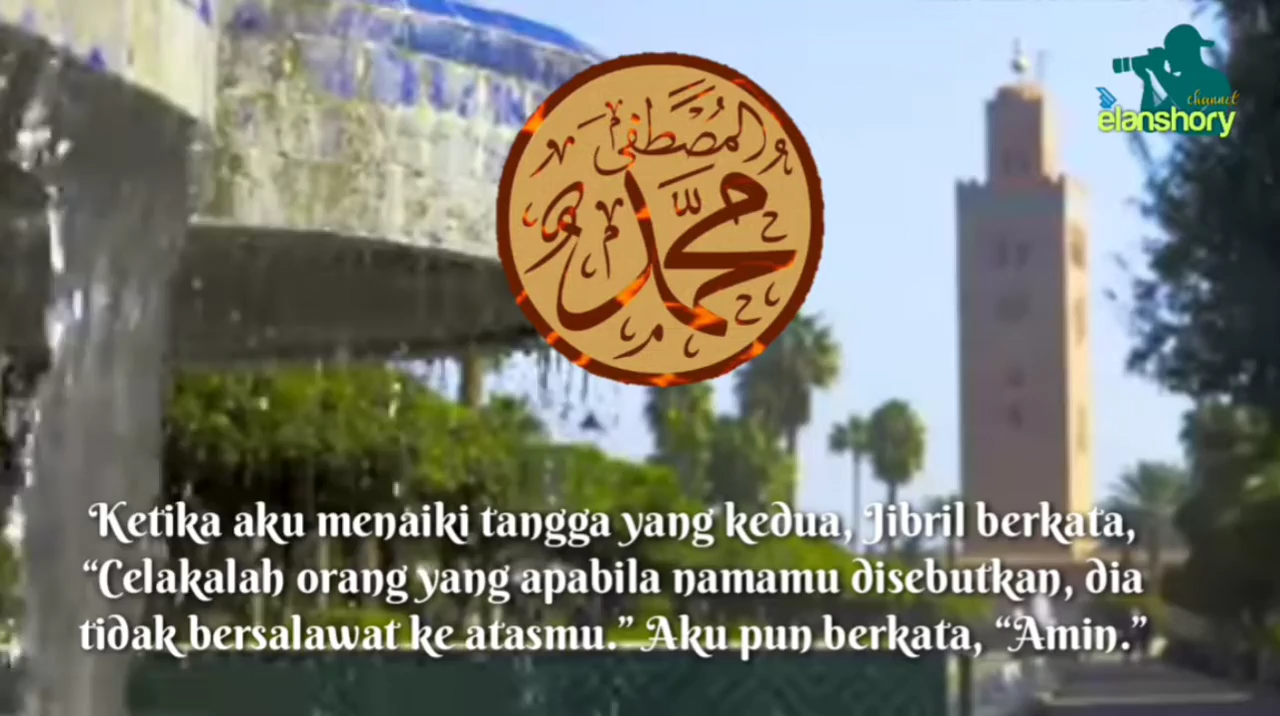 المصطفى
محمد
channel
elanshory
Ketika aku menaiki tangga yang kedua, Jibril berkata,
“Celakalah orang yang apabila namamu disebutkan, dia
tidak bersalawat ke atasmu.” Aku pun berkata, “Amin.”